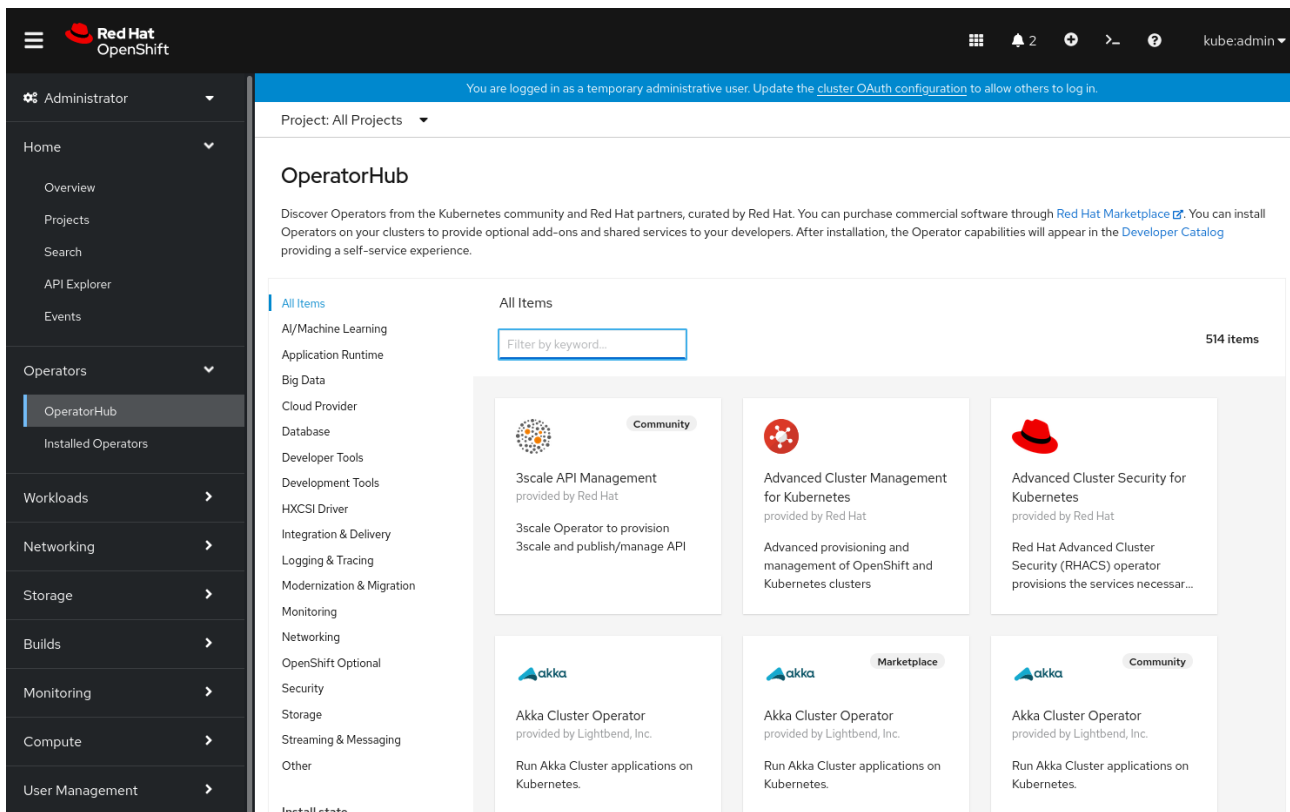 Red Hat
OpenShift
2
kube:admin
Administrator
Home
Overview
Projects
Search
API Explorer
Events
Operators
OperatorHub
Installed Operators
Workloads
Networking
Storage
Builds
Monitoring
Compute
User Management
You are logged in as a temporary administrative user. Update the cluster OAuth configuration to allow others to log in.
Project: All Projects
OperatorHub
Discover Operators from the Kubernetes community and Red Hat partners, curated by Red Hat. You can purchase commercial software through Red Hat Marketplace. You can install
Operators on your clusters to provide optional add-ons and shared services to your developers. After installation, the Operator capabilities will appear in the Developer Catalog
providing a self-service experience.
All Items
AI/Machine Learning
Application Runtime
Big Data
Cloud Provider
Database
Developer Tools
Development Tools
HXCSI Driver
Integration & Delivery
Logging & Tracing
Modernization & Migration
Monitoring
Networking
OpenShift Optional
Security
Storage
Streaming & Messaging
Other
Install state
All Items
Filter by keyword...
514 items
Community
3scale API Management
provided by Red Hat
3scale Operator to provision
3scale and publish/manage API
Advanced Cluster Management
for Kubernetes
provided by Red Hat
Advanced provisioning and
management of OpenShift and
Kubernetes clusters
Advanced Cluster Security for
Kubernetes
provided by Red Hat
Red Hat Advanced Cluster
Security (RHACS) operator
provisions the services necessar...
akka
Akka Cluster Operator
provided by Lightbend, Inc.
Run Akka Cluster applications on
Kubernetes.
akka
Marketplace
Akka Cluster Operator
provided by Lightbend, Inc.
Run Akka Cluster applications on
Kubernetes.
akka
Community
Akka Cluster Operator
provided by Lightbend, Inc.
Run Akka Cluster applications on
Kubernetes.